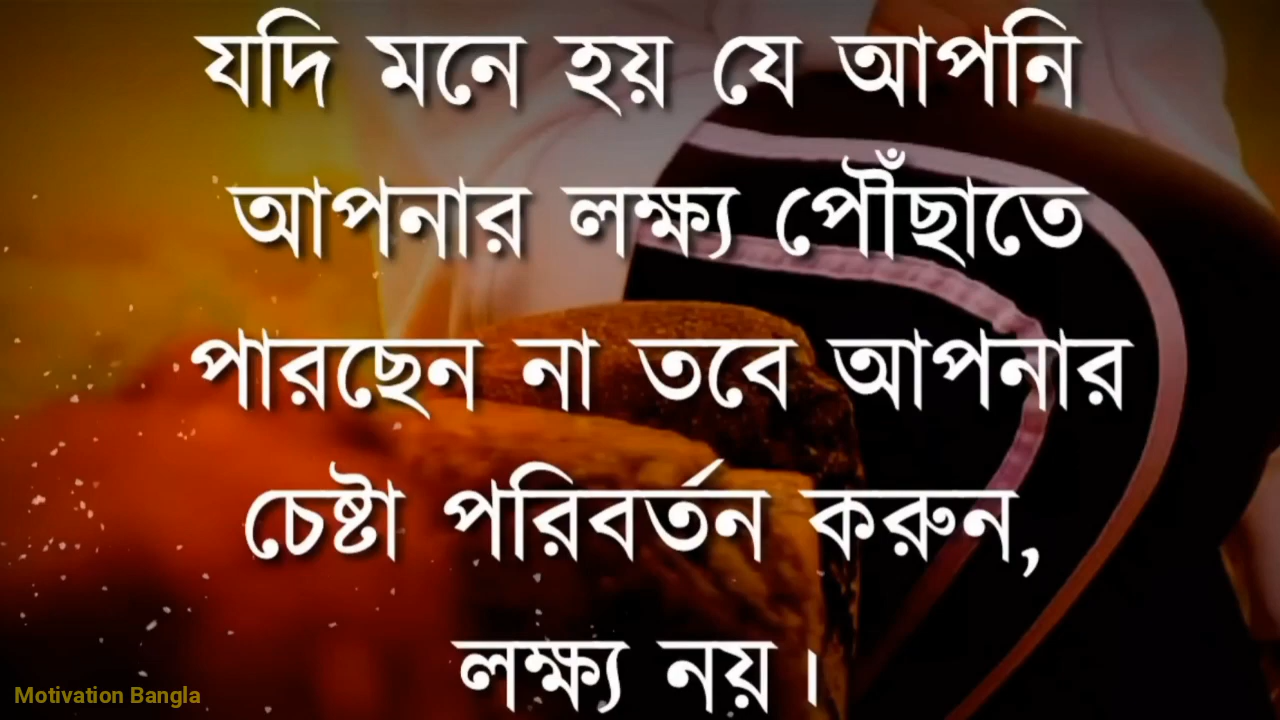 যদি মনে হয় যে আপনি
আপনার লক্ষ্য পৌঁছাতে
পারছেন না তবে আপনার
চেষ্টা পরিবর্তন করুন,
লক্ষ্য নয়।
Motivation Bangla